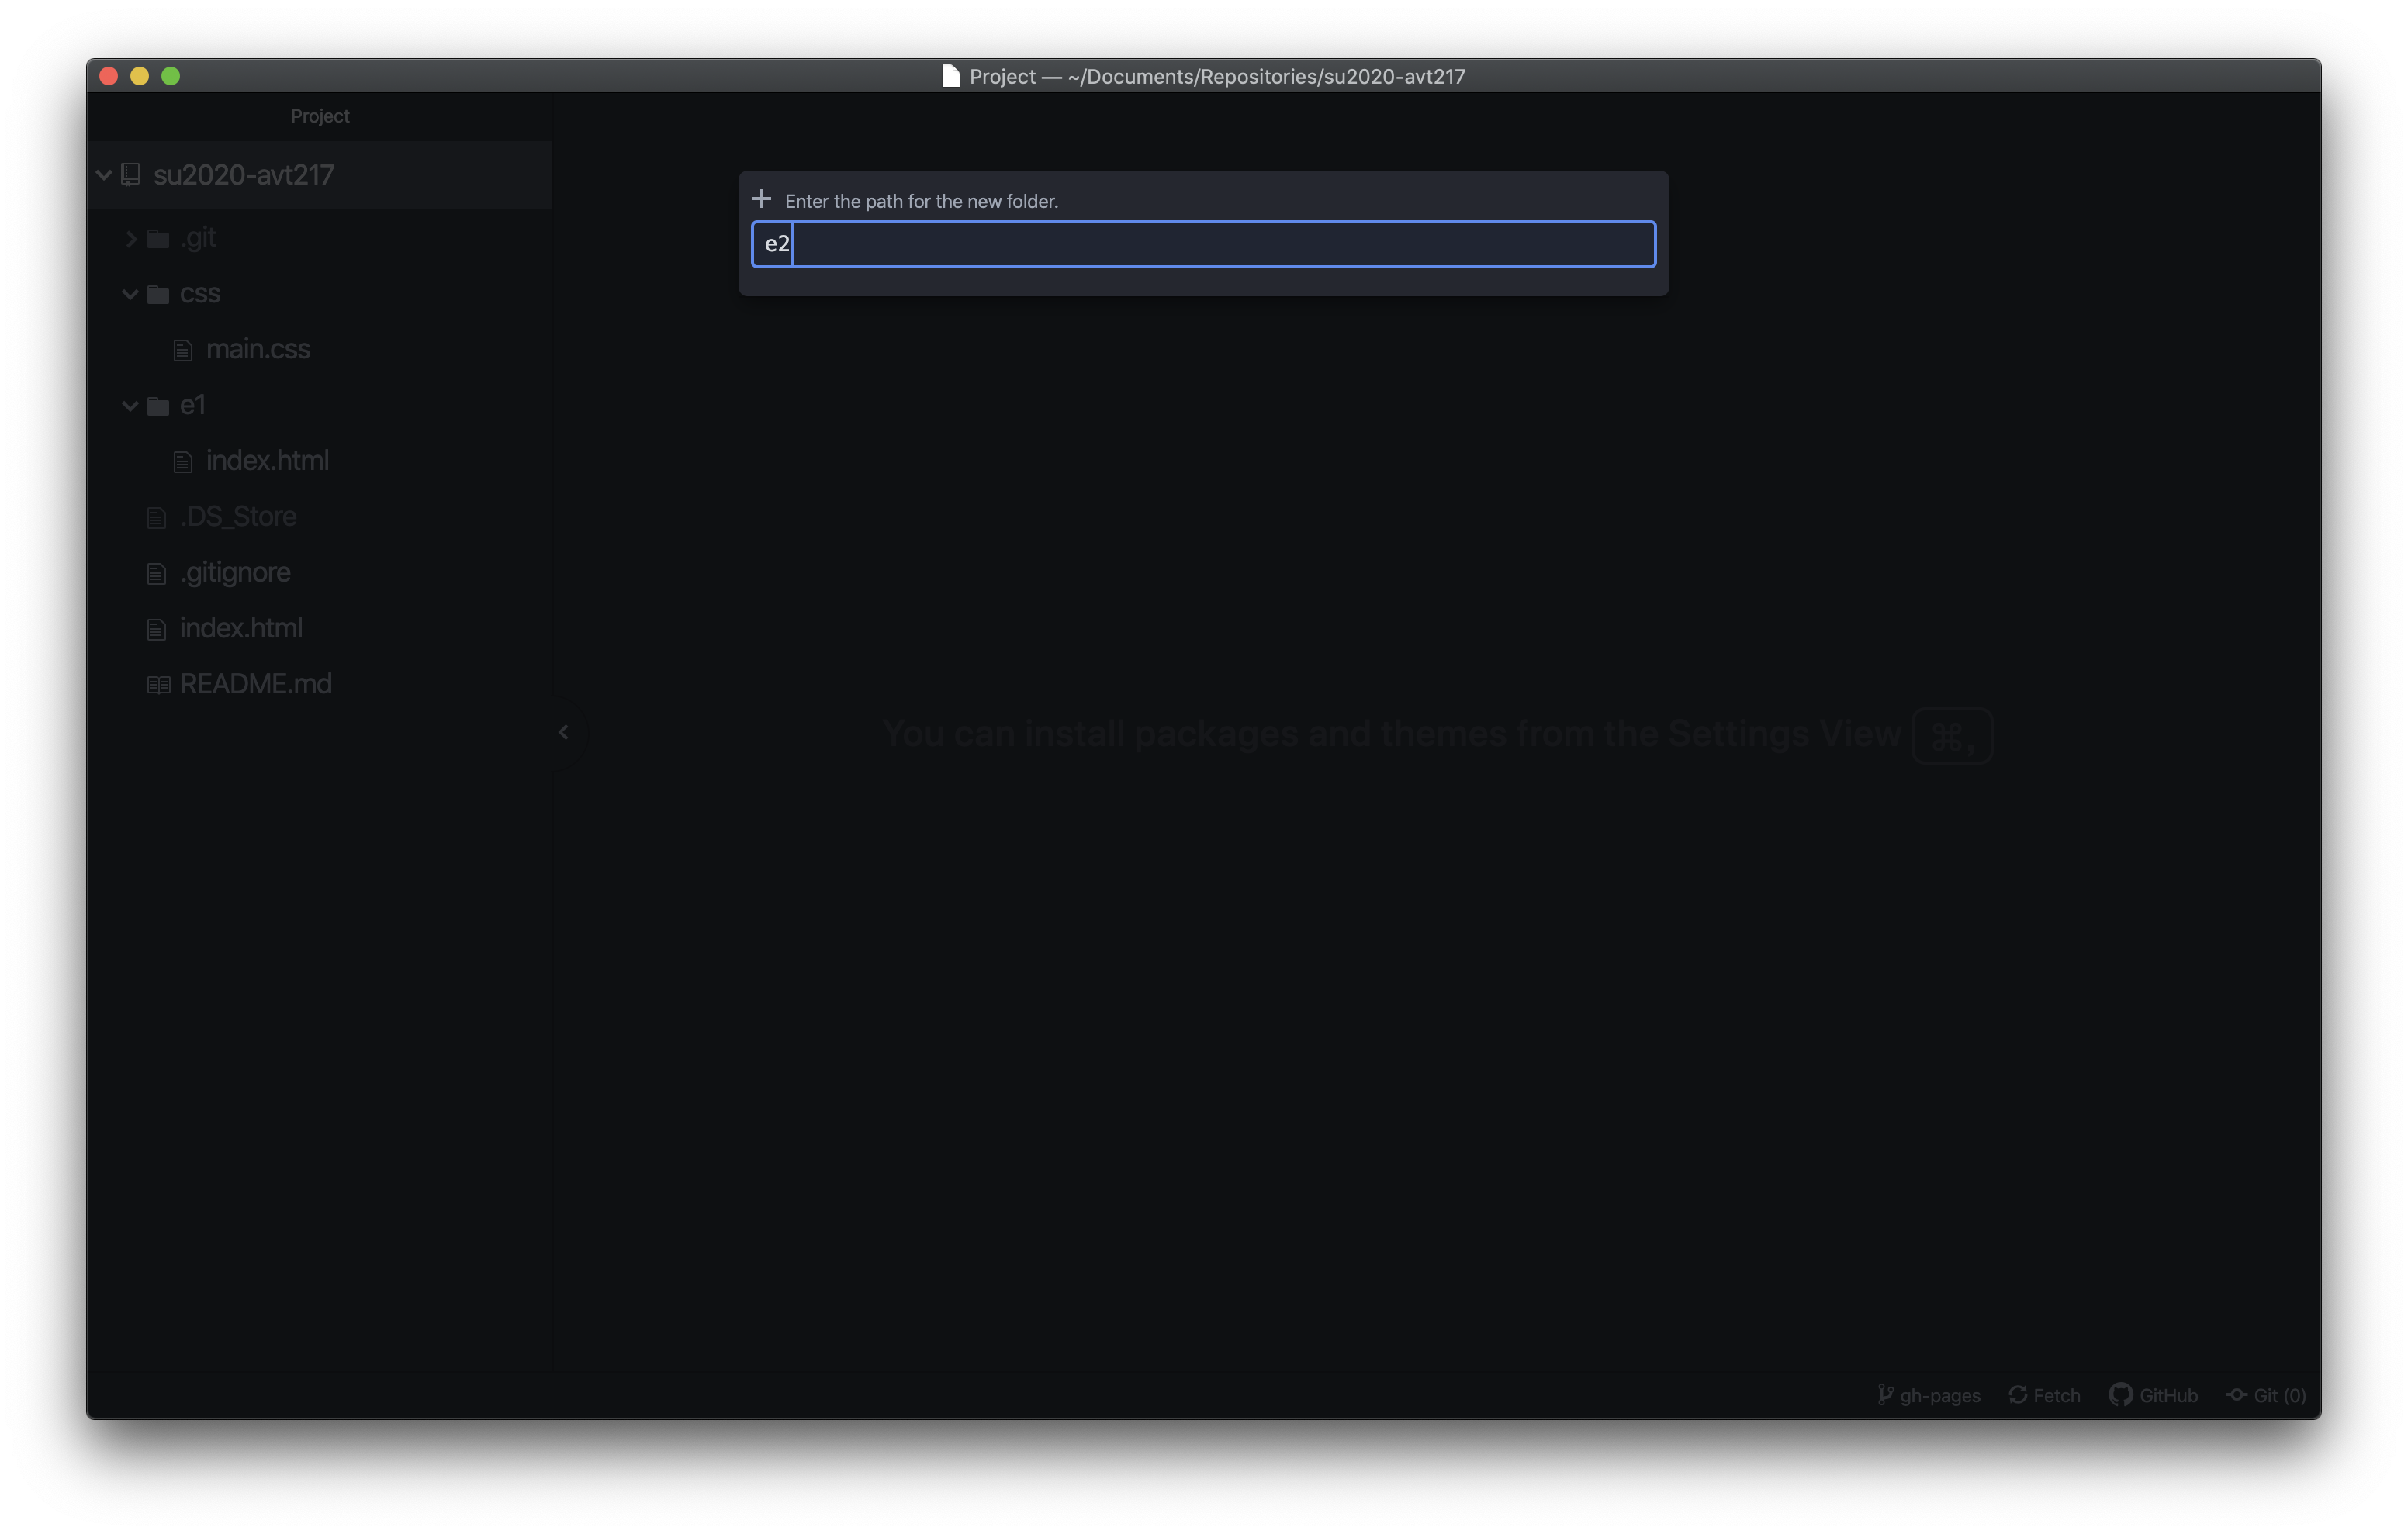 Project — ~/Documents/Repositories/su2020-avt217
Project
su2020-avt217
.git
css
main.css
e1
index.html
.DS_Store
.gitignore
index.html
README.md
Enter the path for the new folder.
e2
You can install packages and themes from the Settings View ⌘,
gh-pages Fetch GitHub Git (0)